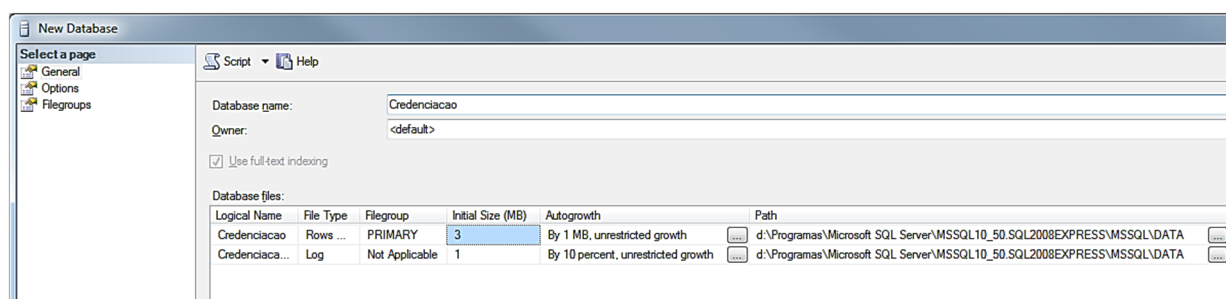 New Database
Select a page
General
Options
Filegroups
Script Help
Database name: Credenciacao
Owner: <default>
Use full-text indexing
Database files:
Logical Name File Type Filegroup Initial Size (MB) Autogrowth Path
Credenciacao Rows ... PRIMARY 3 By 1 MB, unrestricted growth ... d:\Programas\Microsoft SQL Server\MSSQL10_50.SQL2008EXPRESS\MSSQL\DATA ...
Credenciaca... Log Not Applicable 1 By 10 percent, unrestricted growth ... d:\Programas\Microsoft SQL Server\MSSQL10_50.SQL2008EXPRESS\MSSQL\DATA ...